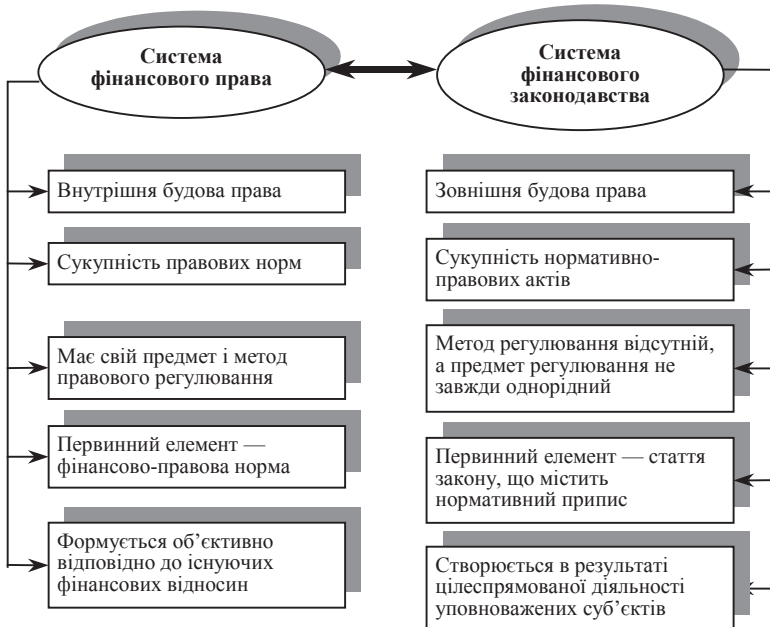 Система
фінансового права
Система
фінансового
законодавства
Внутрішня будова права
Сукупність правових норм
Має свій предмет і метод
правового регулювання
Первинний елемент —
фінансово-правова норма
Формується об’єктивно
відповідно до існуючих
фінансових відносин
Зовнішня будова права
Сукупність нормативно-
правових актів
Метод регулювання відсутній,
а предмет регулювання не
завжди однорідний
Первинний елемент — стаття
закону, що містить
нормативний припис
Створюється в результаті
цілеспрямованої діяльності
уповноважених суб’єктів